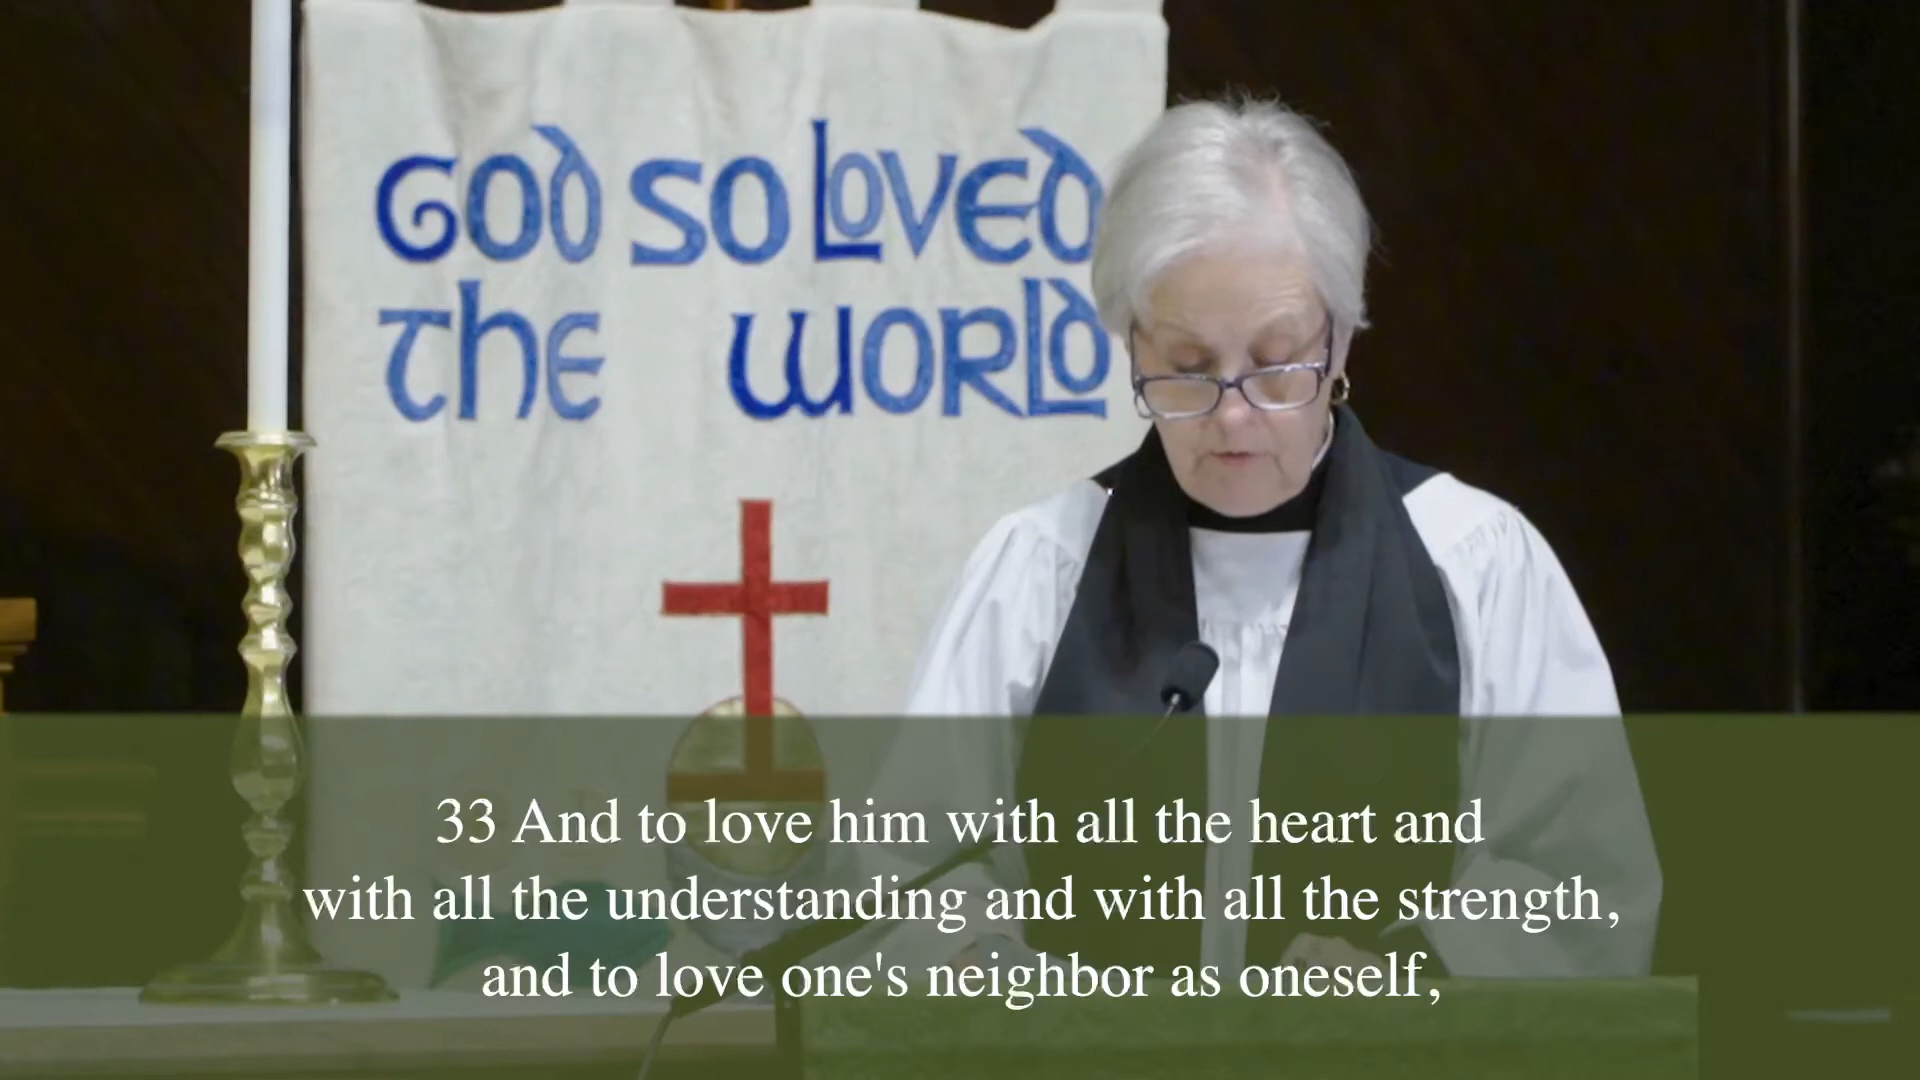 GOD SO LOVED
THE WORLD
33 And to love him with all the heart and
with all the understanding and with all the strength,
and to love one's neighbor as oneself,